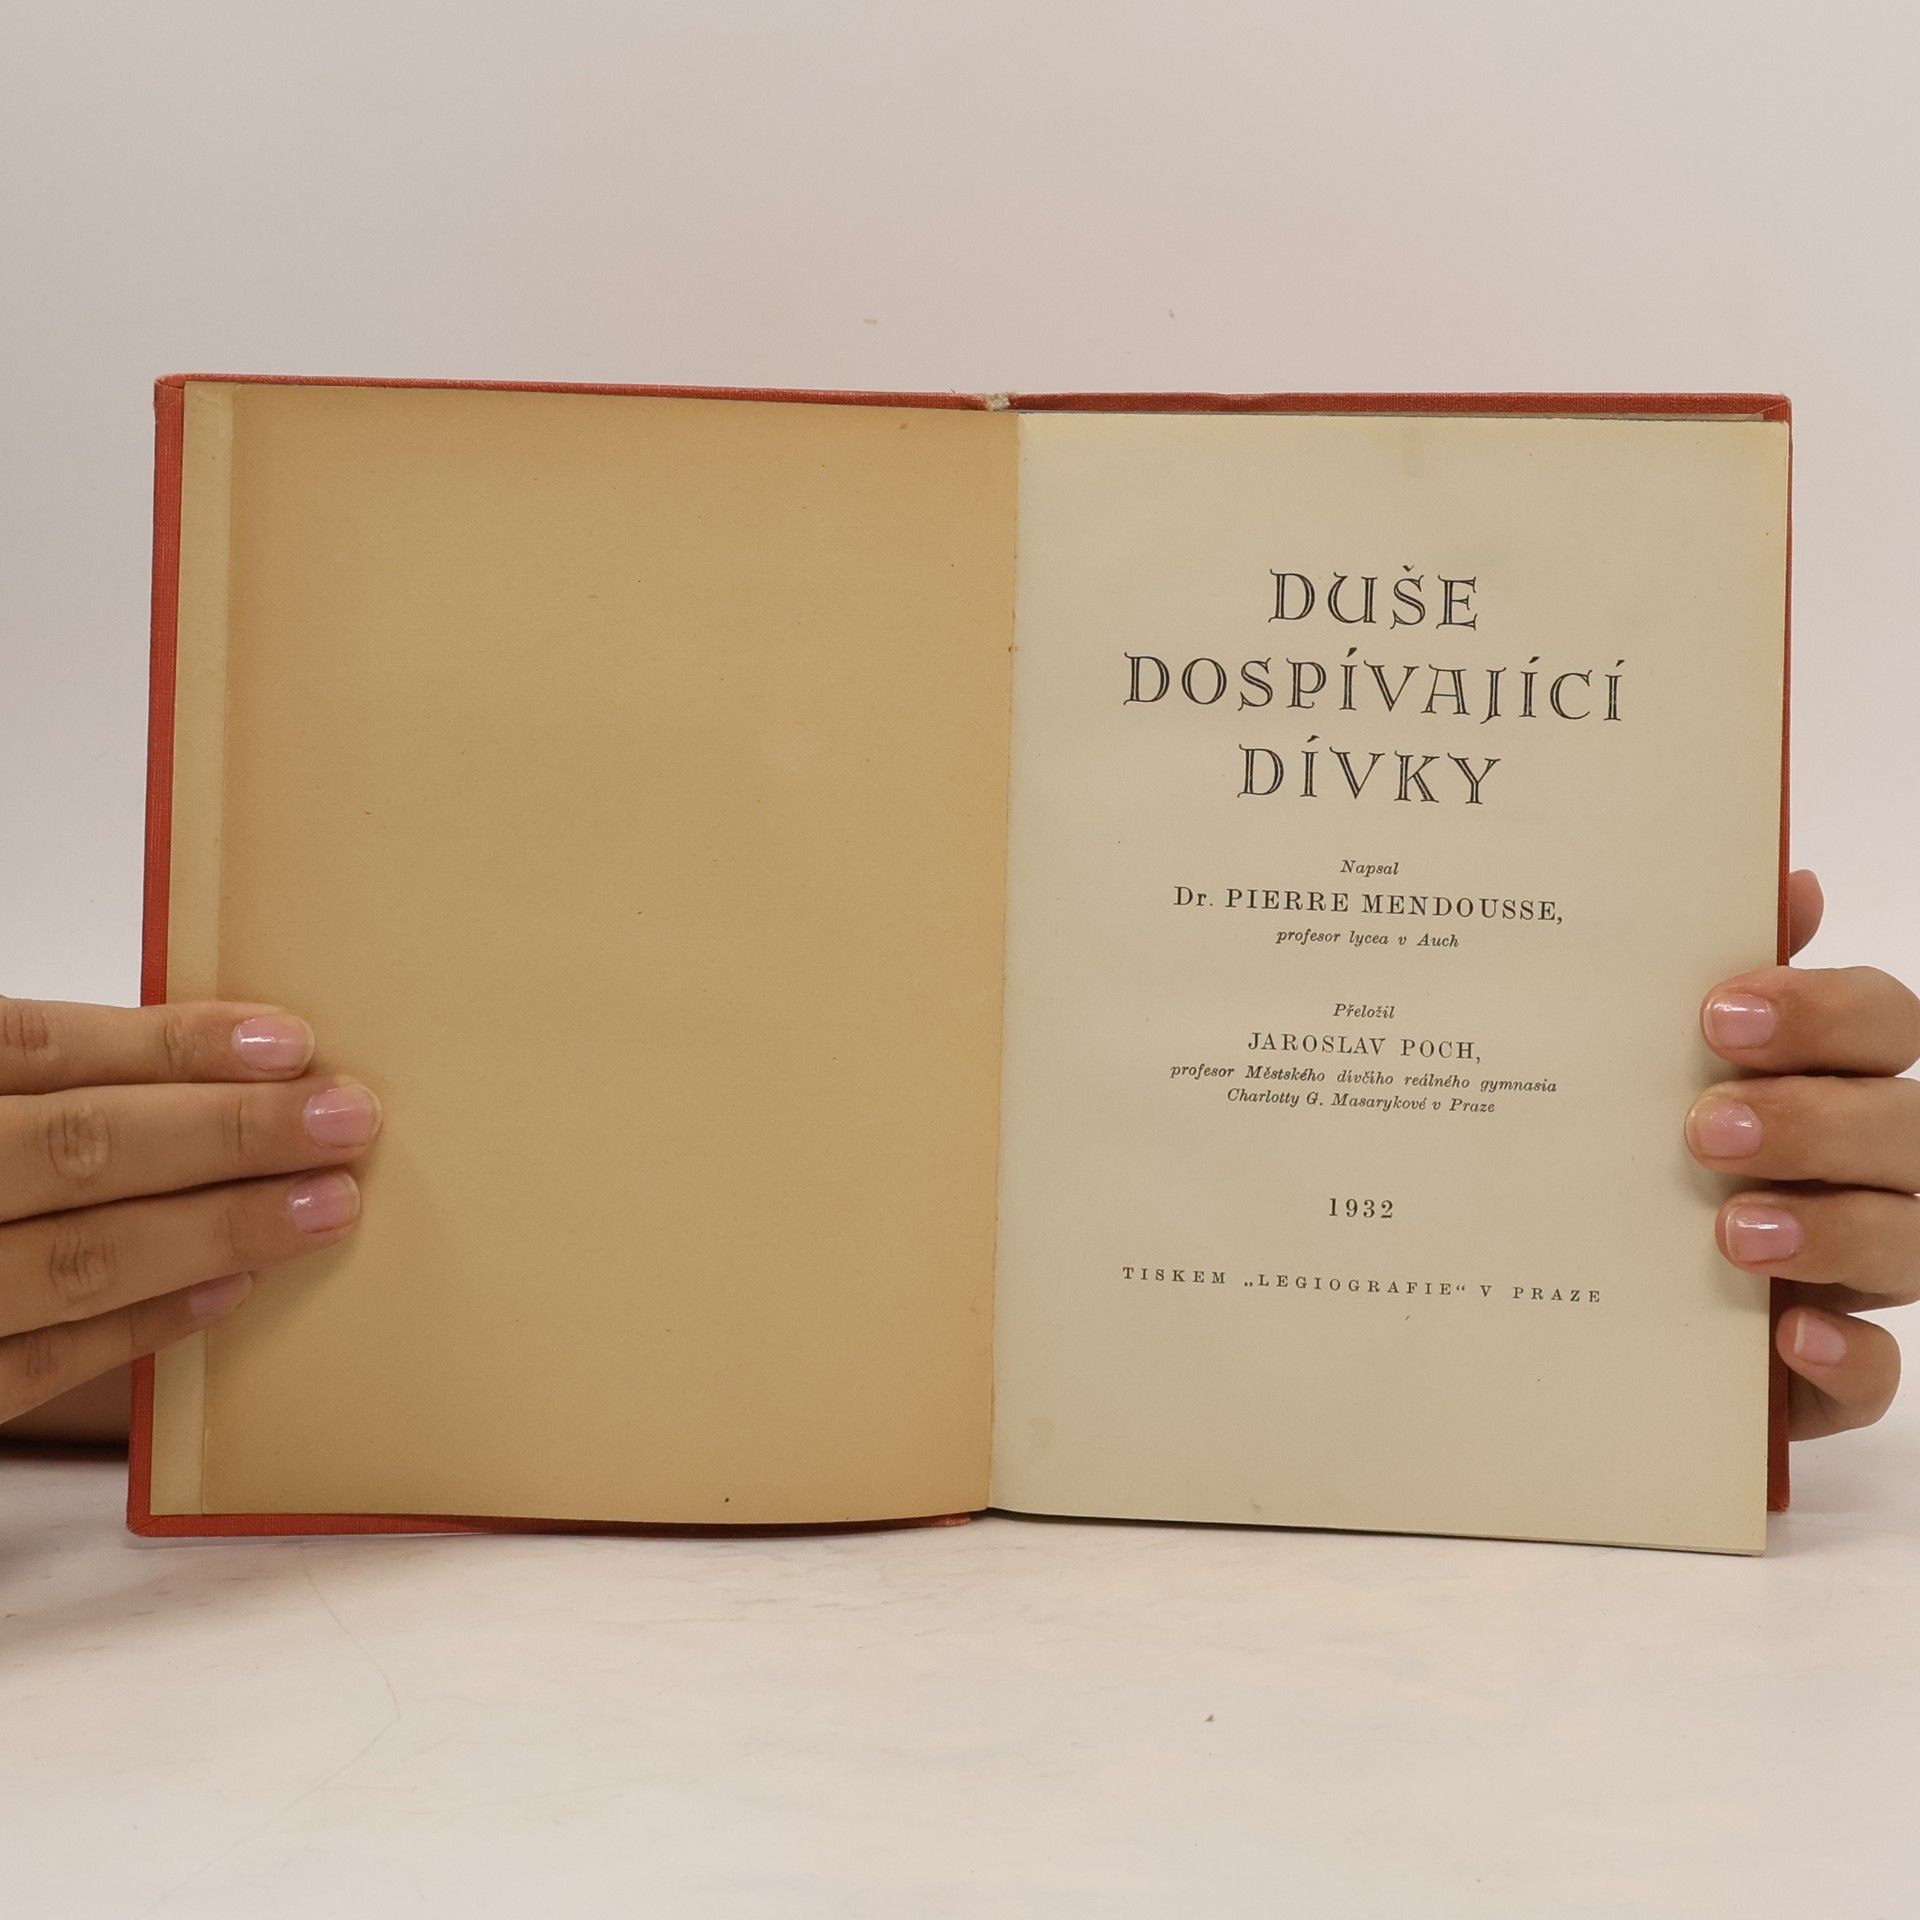 DUŠE
DOSPÍVAJÍCÍ
DÍVKY
Napsal
Dr. PIERRE MENDOUSSE,
profesor lycea v Auch
Přeložil
JAROSLAV POCH,
profesor Městského dívčího reálného gymnasia
Charlotty G. Masarykové v Praze
1932
TISKEM „LEGIOGRAFIE“ V PRAZE